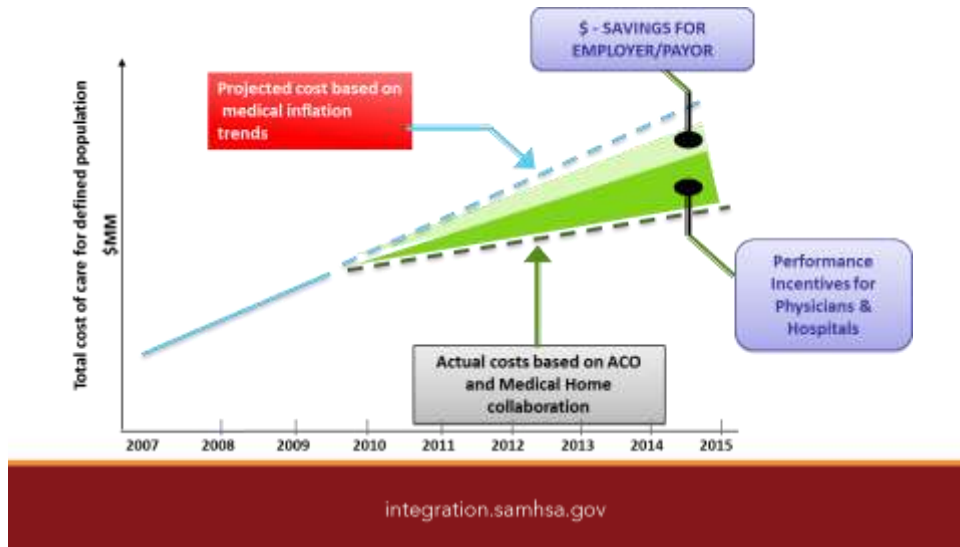 $ - SAVINGS FOR
EMPLOYER/PAYOR
Projected cost based on
medical inflation
trends
Total cost of care for defined population
$MM
Performance
Incentives for
Physicians &
Hospitals
Actual costs based on ACO
and Medical Home
collaboration
2007 2008 2009 2010 2011 2012 2013 2014 2015
integration.samhsa.gov